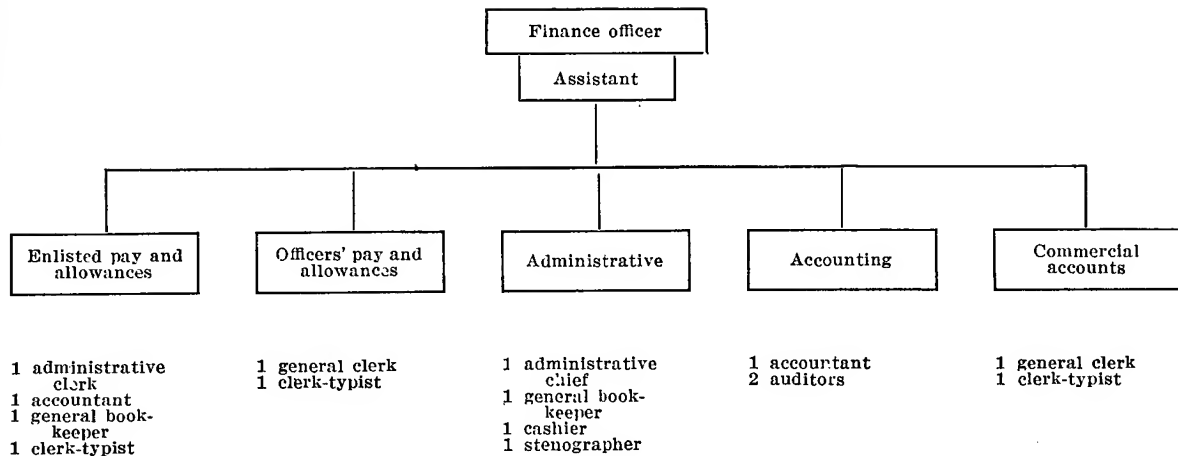 Finance officer
Assistant
Enlisted pay and
allowances
Officers' pay and
allowances
Administrative
Accounting
Commercial
accounts
1 administrative
clerk
1 accountant
1 general book-
keeper
1 clerk-typist
1 general clerk
1 clerk-typist
1 administrative
chief
1 general book-
keeper
1 cashier
1 stenographer
1 accountant
2 auditors
1 general clerk
1 clerk-typist